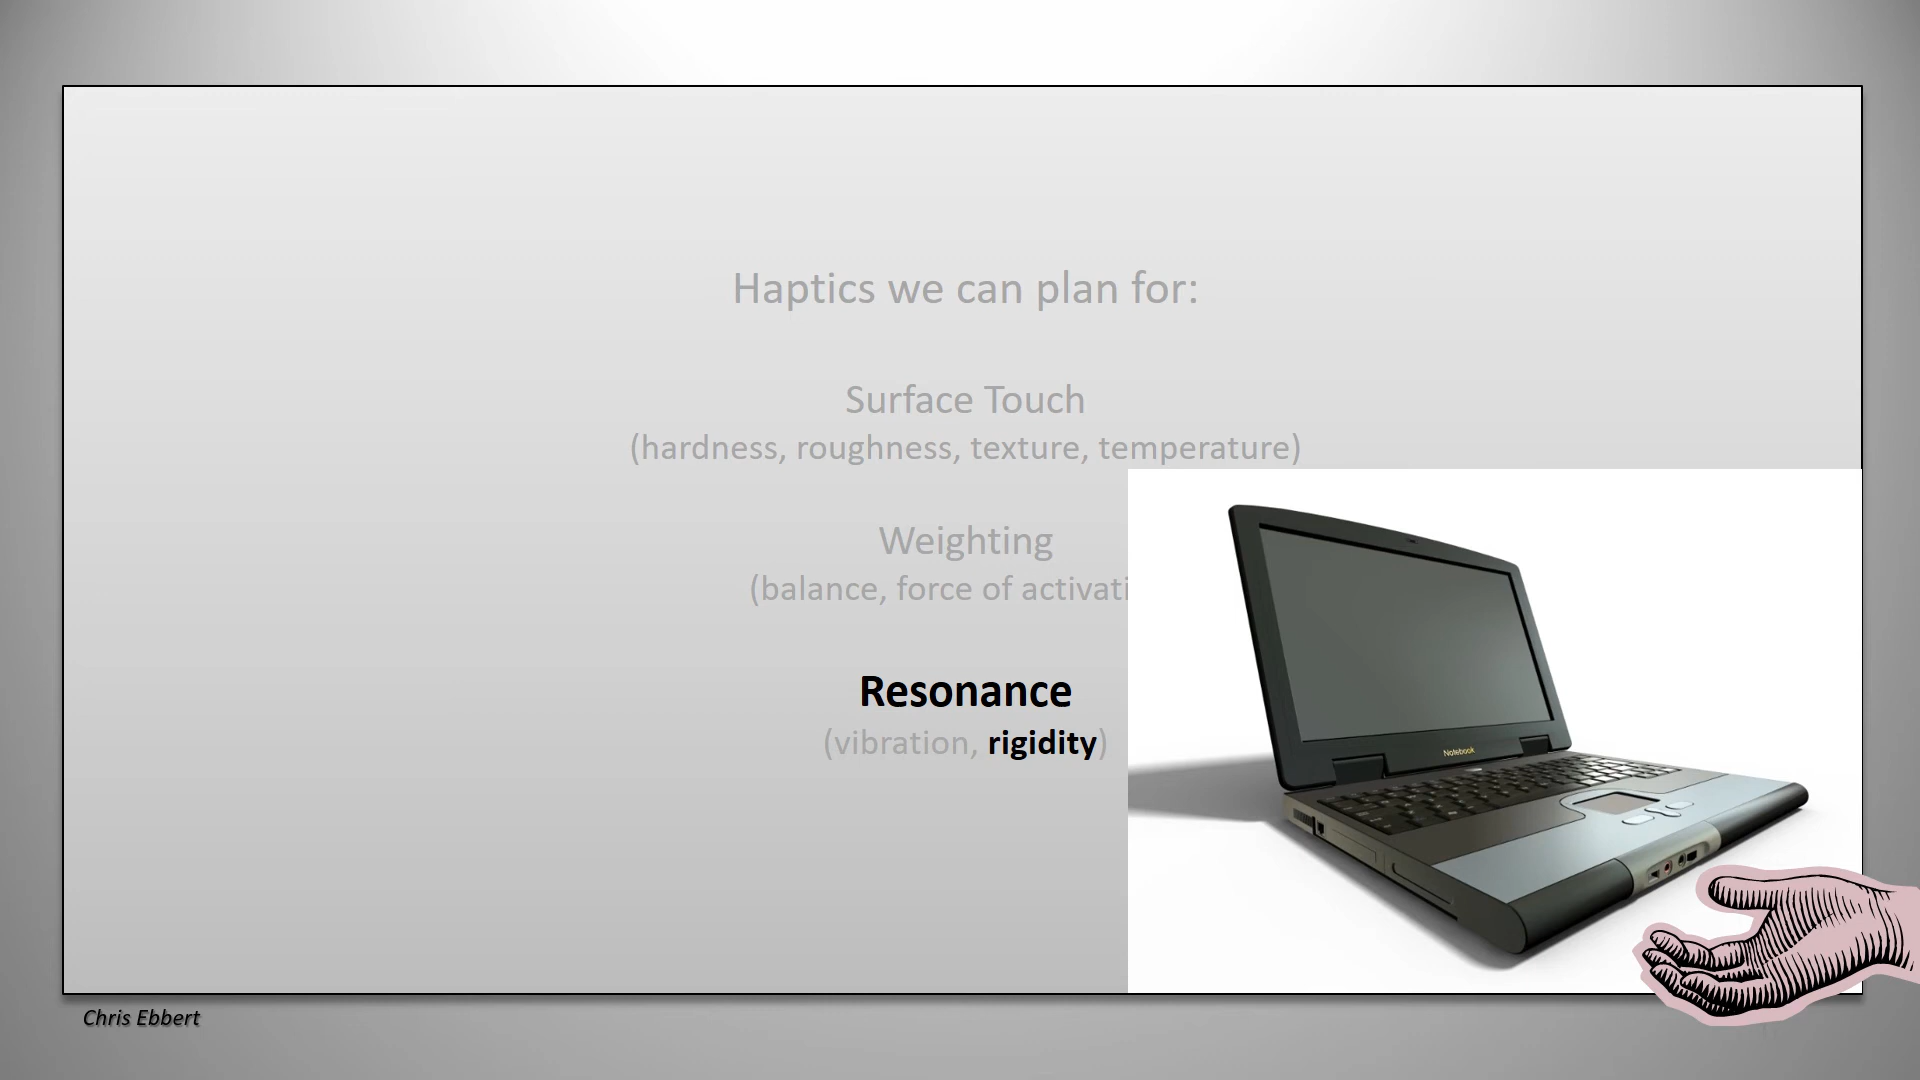 Haptics we can plan for:
Surface Touch
(hardness, roughness, texture, temperature)
Weighting
(balance, force of
Resonance
(vibration, rigidity)
Notebook
Chris Ebbert